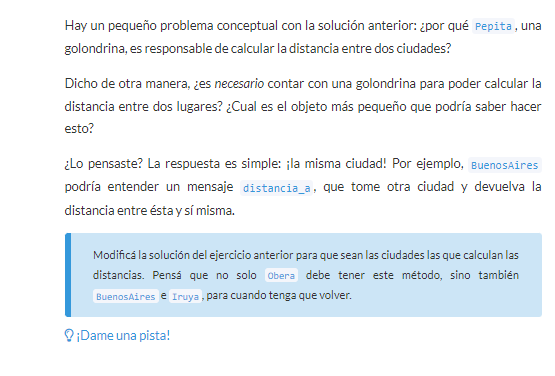 Hay un pequeño problema conceptual con la solución anterior: ¿por qué Pepita, una
golondrina, es responsable de calcular la distancia entre dos ciudades?
Dicho de otra manera, ¿es necesario contar con una golondrina para poder calcular la
distancia entre dos lugares? ¿Cual es el objeto más pequeño que podría saber hacer
esto?
¿Lo pensaste? La respuesta es simple: ¡la misma ciudad! Por ejemplo, BuenosAires
podría entender un mensaje distancia_a, que tome otra ciudad y devuelva la
distancia entre ésta y sí misma.
Modificá la solución del ejercicio anterior para que sean las ciudades las que calculan las
distancias. Pensá que no solo Obera debe tener este método, sino también
BuenosAires e Iruya, para cuando tenga que volver.
¡Dame una pista!